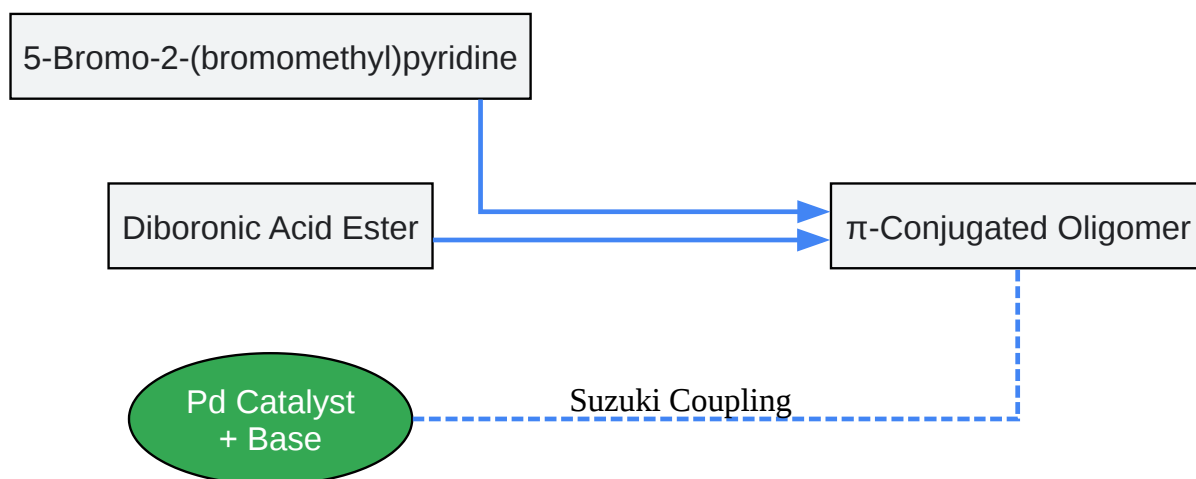 5-Bromo-2-(bromomethyl)pyridine
Diboronic Acid Ester
π-Conjugated Oligomer
Pd Catalyst
+ Base
Suzuki Coupling